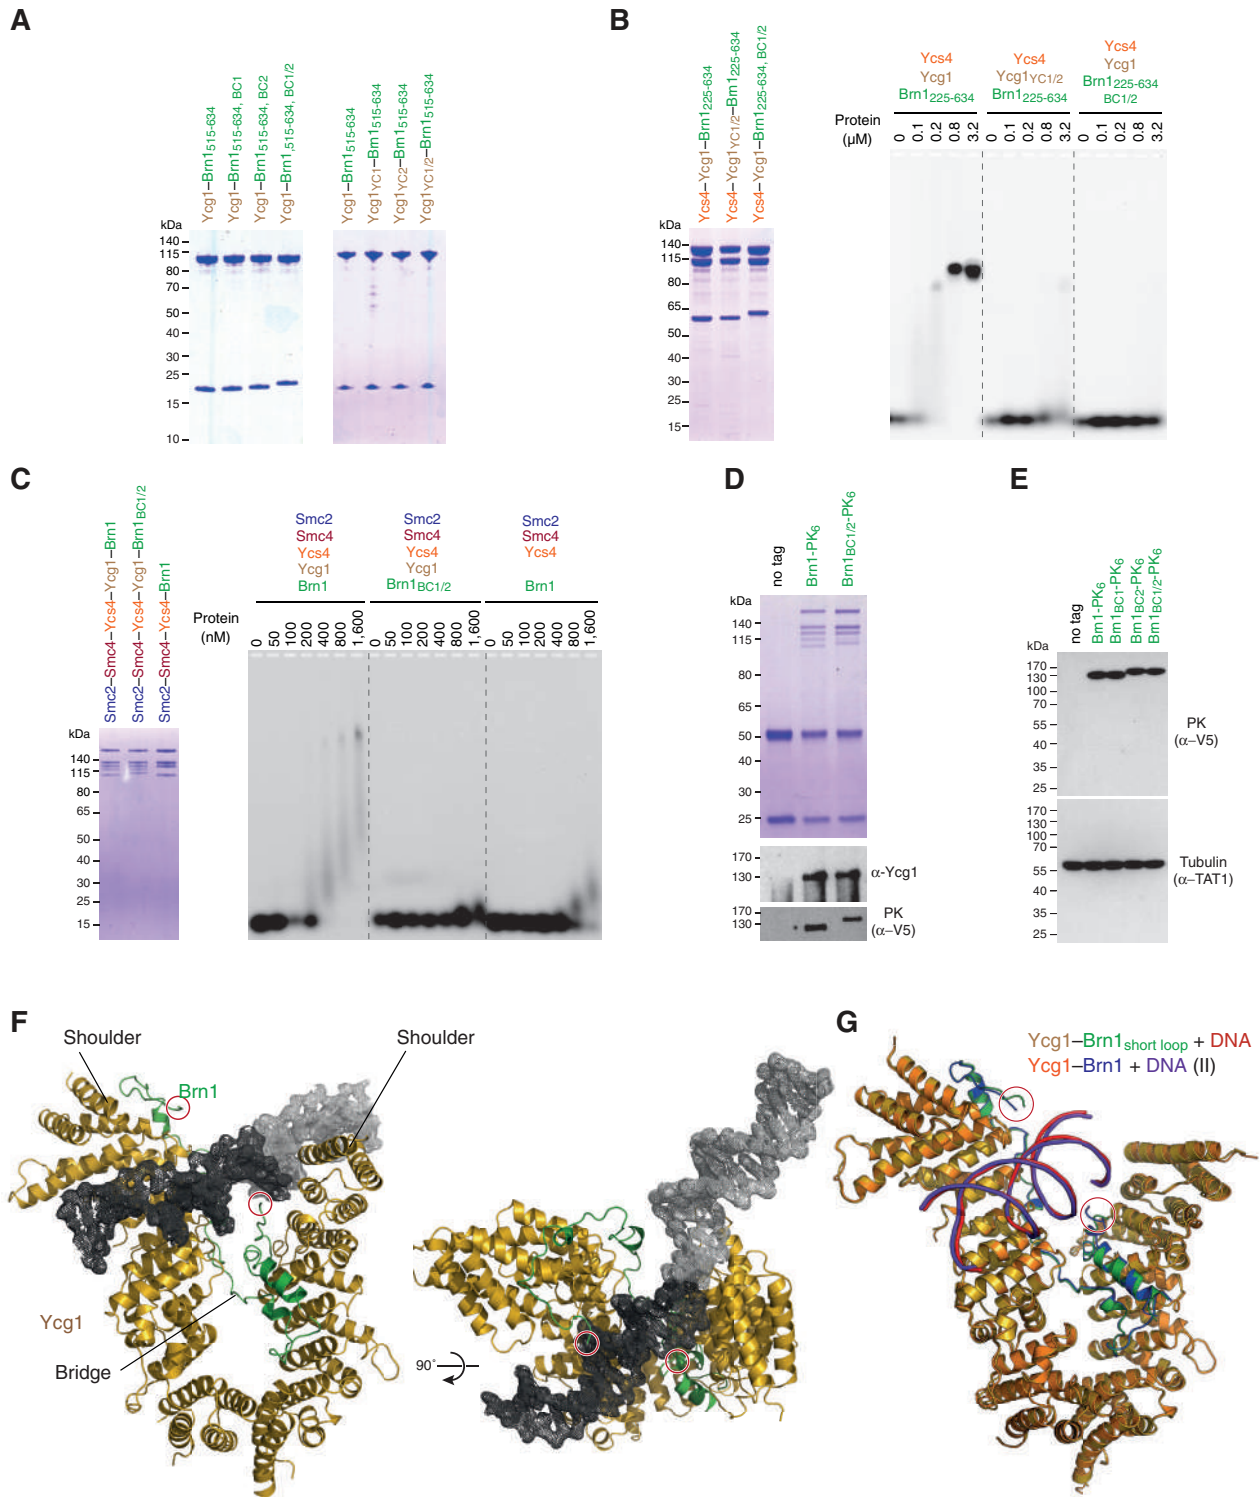 A
Ycg1–Brn1515-634
Ycg1–Brn1515-634, BC1
Ycg1–Brn1515-634, BC2
Ycg1–Brn1,515-634, BC1/2
Ycg1–Brn1515-634
Ycg1YC1–Brn1515-634
Ycg1YC2–Brn1515-634
Ycg1YC1/2–Brn1515-634
kDa
140
115
80
70
50
40
30
25
15
10
B
Ycs4–Ycg1–Brn1225-634
Ycs4–Ycg1YC1/2–Brn1225-634
Ycs4–Ycg1–Brn1225-634, BC1/2
kDa
140
115
80
65
50
40
30
25
15
Ycs4
Ycg1
Brn1225-634
Ycs4
Ycg1YC1/2
Brn1225-634
Ycs4
Ycg1
Brn1225-634
BC1/2
Protein
(µM)
0 0.1 0.2 0.8 3.2 0 0.1 0.2 0.8 3.2 0 0.1 0.2 0.8 3.2
C
Smc2–Smc4–Ycs4–Ycg1–Brn1
Smc2–Smc4–Ycs4–Ycg1–Brn1BC1/2
Smc2–Smc4–Ycs4–Brn1
kDa
140
115
80
65
50
40
30
25
15
Smc2
Smc4
Ycs4
Ycg1
Brn1
Smc2
Smc4
Ycs4
Ycg1
Brn1BC1/2
Smc2
Smc4
Ycs4
Brn1
Protein
(nM)
0 50 100 200 400 800 1,600 0 50 100 200 400 800 1,600 0 50 100 200 400 800 1,600
D
no tag
Brn1-PK6
Brn1BC1/2-PK6
kDa
140
115
80
65
50
40
30
25
170
130
α-Ycg1
170
130
PK
(α–V5)
E
no tag
Brn1-PK6
Brn1BC1-PK6
Brn1BC2-PK6
Brn1BC1/2-PK6
kDa
170
130
100
70
55
40
35
25
PK
(α–V5)
170
130
100
70
55
40
35
25
Tubulin
(α–TAT1)
F
Shoulder
Shoulder
Brn1
Ycg1
Bridge
90°
G
Ycg1–Brn1short loop + DNA
Ycg1–Brn1 + DNA (II)